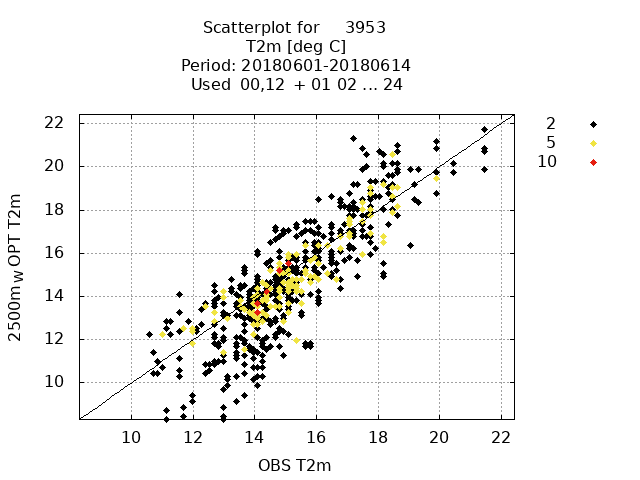 Scatterplot for 3953
T2m [deg C]
Period: 20180601-20180614
Used 00,12 + 01 02 ... 24
2
5
10
22
20
18
16
14
12
10
2500m w OPT T2m
10 12 14 16 18 20 22
OBS T2m